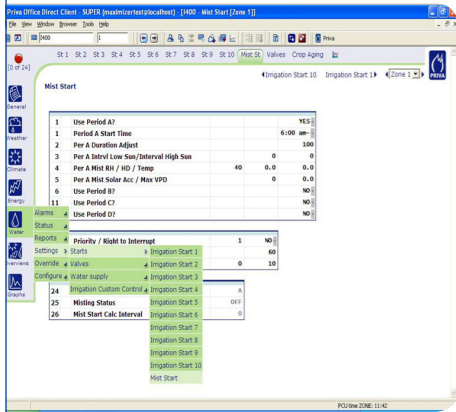 Priva Office Direct Client - SUPER (maximizertestplocalhost) - [I400 - Mist Start [Zone 1]]
File View Window Browser Tools Help
I400 1 Priva
[0 of 24]
St 1 St 2 St 3 St 4 St 5 St 6 St 7 St 8 St 9 St 10 Mist St Valves Crop Aging
Irrigation Start 10 Irrigation Start 1 Zone 1 PRIVA
Mist Start
General
Weather
Climate
Energy
Water
Graphs
1 Use Period A? YES
1 Period A Start Time 6:00 am-
2 Per A Duration Adjust 100
3 Per A Intrvl Low Sun/Interval High Sun 0 0
4 Per A Mist RH / HD / Temp 40 0.0 0.0
5 Per A Mist Solar Acc / Max VPD 0 0.0
6 Use Period B? NO
11 Use Period C? NO
Use Period D? NO
Alarms
Status
Reports
Settings
Override
Configure
Priority / Right to Interrupt 1 NO
60
0 10
Starts
Valves
Water supply
Irrigation Custom Control
Irrigation Start 1
Irrigation Start 2
Irrigation Start 3
Irrigation Start 4
Irrigation Start 5
Irrigation Start 6
Irrigation Start 7
Irrigation Start 8
Irrigation Start 9
Irrigation Start 10
Mist Start
24 A
25 Misting Status OFF
26 Mist Start Calc Interval 0
PCU time ZONE: 11:42